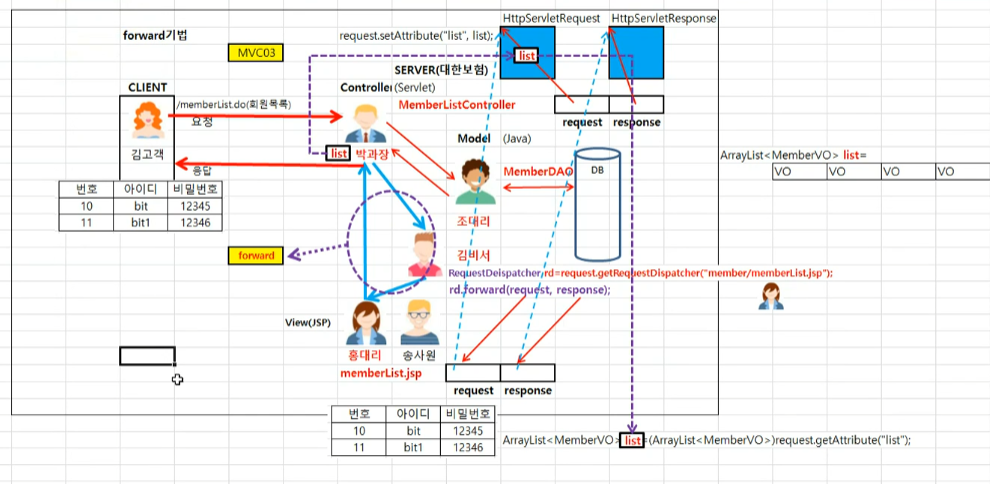 HttpServletRequest HttpServletResponse
forward기법
request.setAttribute("list", list);
MVC03
list
SERVER(대한보험)
CLIENT
Controller(Servlet)
/memberList.do(회원목록)
요청
MemberListController
request response
Model (Java)
김고객
list 박과장
응답
MemberDAO
DB
ArrayList<MemberVO> list=
VO VO VO VO
번호 아이디 비밀번호
10 bit 12345
11 bit1 12346
조대리
forward
김비서
RequestDeispatcher rd=request.getRequestDispatcher("member/memberList.jsp");
rd.forward(request, response);
View(JSP)
홍대리 송사원
memberList.jsp
request response
번호 아이디 비밀번호
10 bit 12345
11 bit1 12346
ArrayList<MemberVO> list=(ArrayList<MemberVO>)request.getAttribute("list");